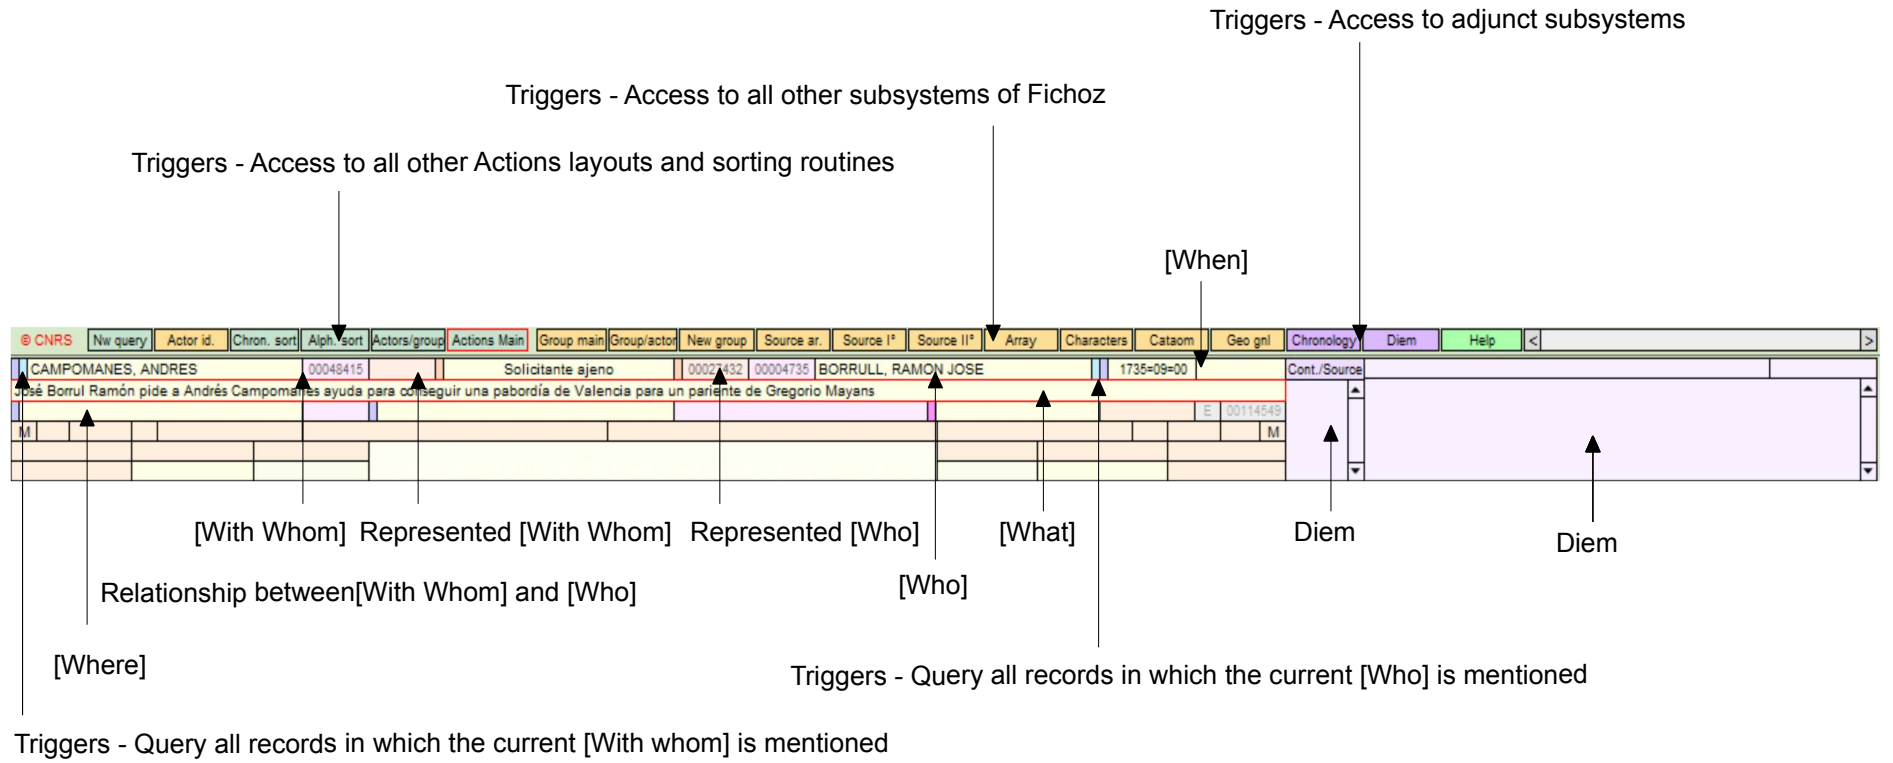 Triggers - Access to adjunct subsystems
Triggers - Access to all other subsystems of Fichoz
Triggers - Access to all other Actions layouts and sorting routines
[When]
© CNRS Nw query Actor id. Chron. sort Alph. sort Actors/group Actions Main Group main Group/actor New group Source ar. Source I° Source II° Array Characters Cataom Geo gnl Chronology Diem Help < >
CAMPOMANES, ANDRES 00048415 Solicitante ajeno 00027432 00004735 BORRULL, RAMON JOSE 1735=09=00 Cont./Source
José Borrul Ramón pide a Andrés Campomanes ayuda para conseguir una pabordía de Valencia para un pariente de Gregorio Mayans
E 00114549
M M
[With Whom] Represented [With Whom] Represented [Who] [What] Diem Diem
Relationship between[With Whom] and [Who] [Who]
[Where]
Triggers - Query all records in which the current [Who] is mentioned
Triggers - Query all records in which the current [With whom] is mentioned